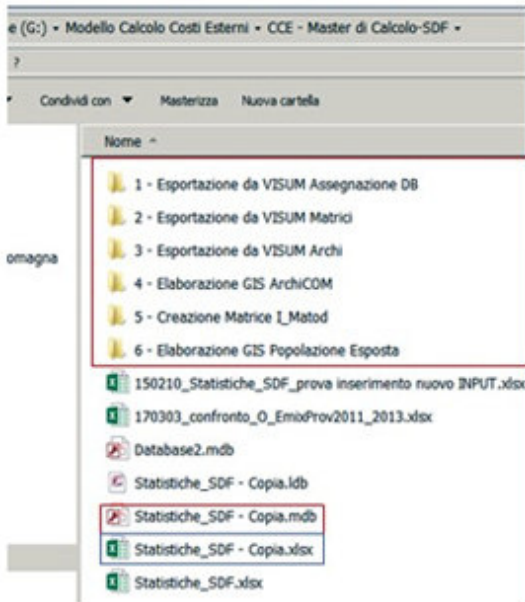 e (G:) ▾ Modello Calcolo Costi Esterni ▾ CCE - Master di Calcolo-SDF ▾
?
Condividi con ▼ Masterizza Nuova cartella
Nome
1 - Esportazione da VISUM Assegnazione DB
2 - Esportazione da VISUM Matrici
3 - Esportazione da VISUM Archi
omagna
4 - Elaborazione GIS ArchiCOM
5 - Creazione Matrice I_Matod
6 - Elaborazione GIS Popolazione Esposta
150210_Statistiche_SDF_prova inserimento nuovo INPUT.xlsx
170303_confronto_O_EmixProv2011_2013.xlsx
Database2.mdb
Statistiche_SDF - Copia.ldb
Statistiche_SDF - Copia.mdb
Statistiche_SDF - Copia.xlsx
Statistiche_SDF.xlsx